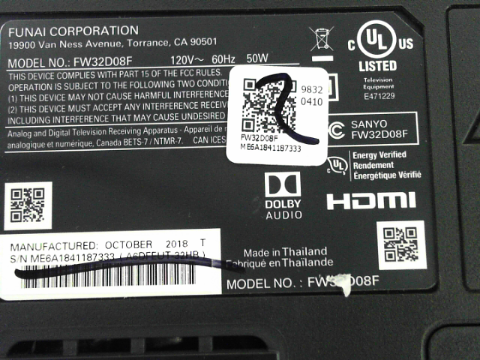 FUNAI CORPORATION
19900 Van Ness Avenue, Torrance, CA 90501
MODEL NO.: FW32D08F 120V~ 60Hz 50W
THIS DEVICE COMPLIES WITH PART 15 OF THE FCC RULES.
OPERATION IS SUBJECT TO THE FOLLOWING TWO
(1) THIS DEVICE MAY NOT CAUSE HARMFUL
(2) THIS DEVICE MUST ACCEPT ANY
INCLUDING INTERFERENCE THAT MAY CAUSE UNDESIRED
Analog and Digital Television Receiving Apparatus - Appareil de
analogique et numérique, Canada BETS-7 / NTMR-7. CAN ICES
9832
0410
2
FW32D08F
ME6A1841187333
C UL US
LISTED
Television
Equipment
E471229
SANYO
FW32D08F
UL
Energy Verified
Rendement
Énergétique Vérifié
DOLBY
AUDIO
HDMI
MANUFACTURED: OCTOBER 2018 T
S/N ME6A1841187333
Made in Thailand
Fabriqué en Thaïlande
MODEL NO. : FW32D08F